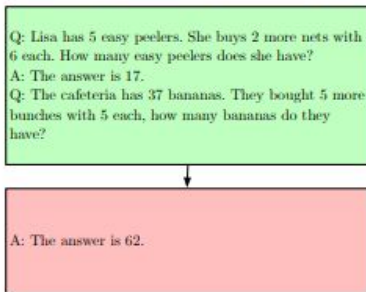 Q: Lisa has 5 easy peelers. She buys 2 more nets with
6 each. How many easy peelers does she have?
A: The answer is 17.
Q: The cafeteria has 37 bananas. They bought 5 more
bunches with 5 each, how many bananas do they
have?
A: The answer is 62.